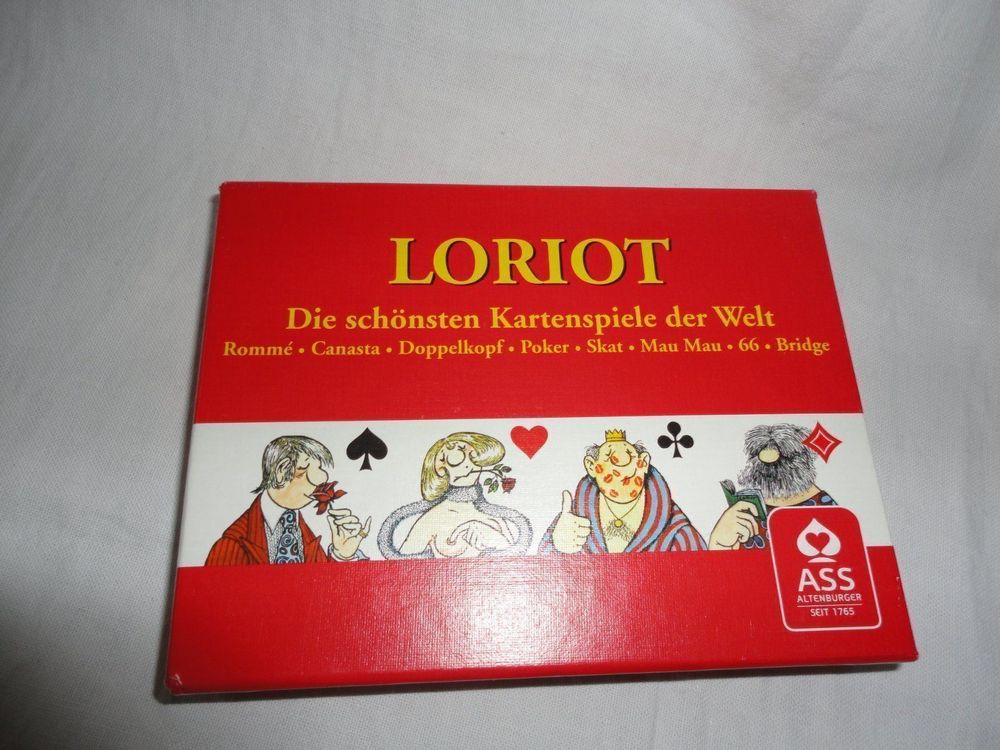 LORIOT
Die schönsten Kartenspiele der Welt
Rommé • Canasta • Doppelkopf • Poker • Skat • Mau Mau • 66 • Bridge
ASS
ALTENBURGER
SEIT 1765